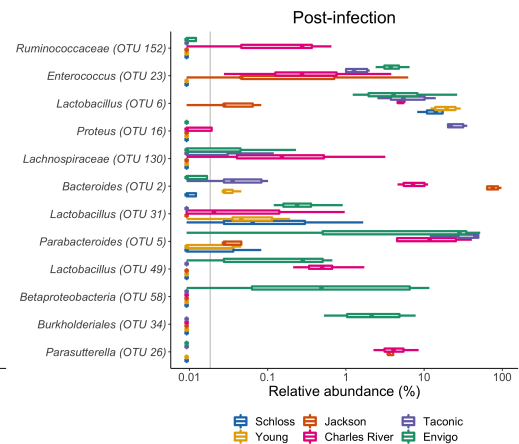 Post-infection
Ruminococcaceae (OTU 152)
Enterococcus (OTU 23)
Lactobacillus (OTU 6)
Proteus (OTU 16)
Lachnospiraceae (OTU 130)
Bacteroides (OTU 2)
Lactobacillus (OTU 31)
Parabacteroides (OTU 5)
Lactobacillus (OTU 49)
Betaproteobacteria (OTU 58)
Burkholderiales (OTU 34)
Parasutterella (OTU 26)
0.01 0.1 1 10 100
Relative abundance (%)
Schloss Jackson Taconic
Young Charles River Envigo